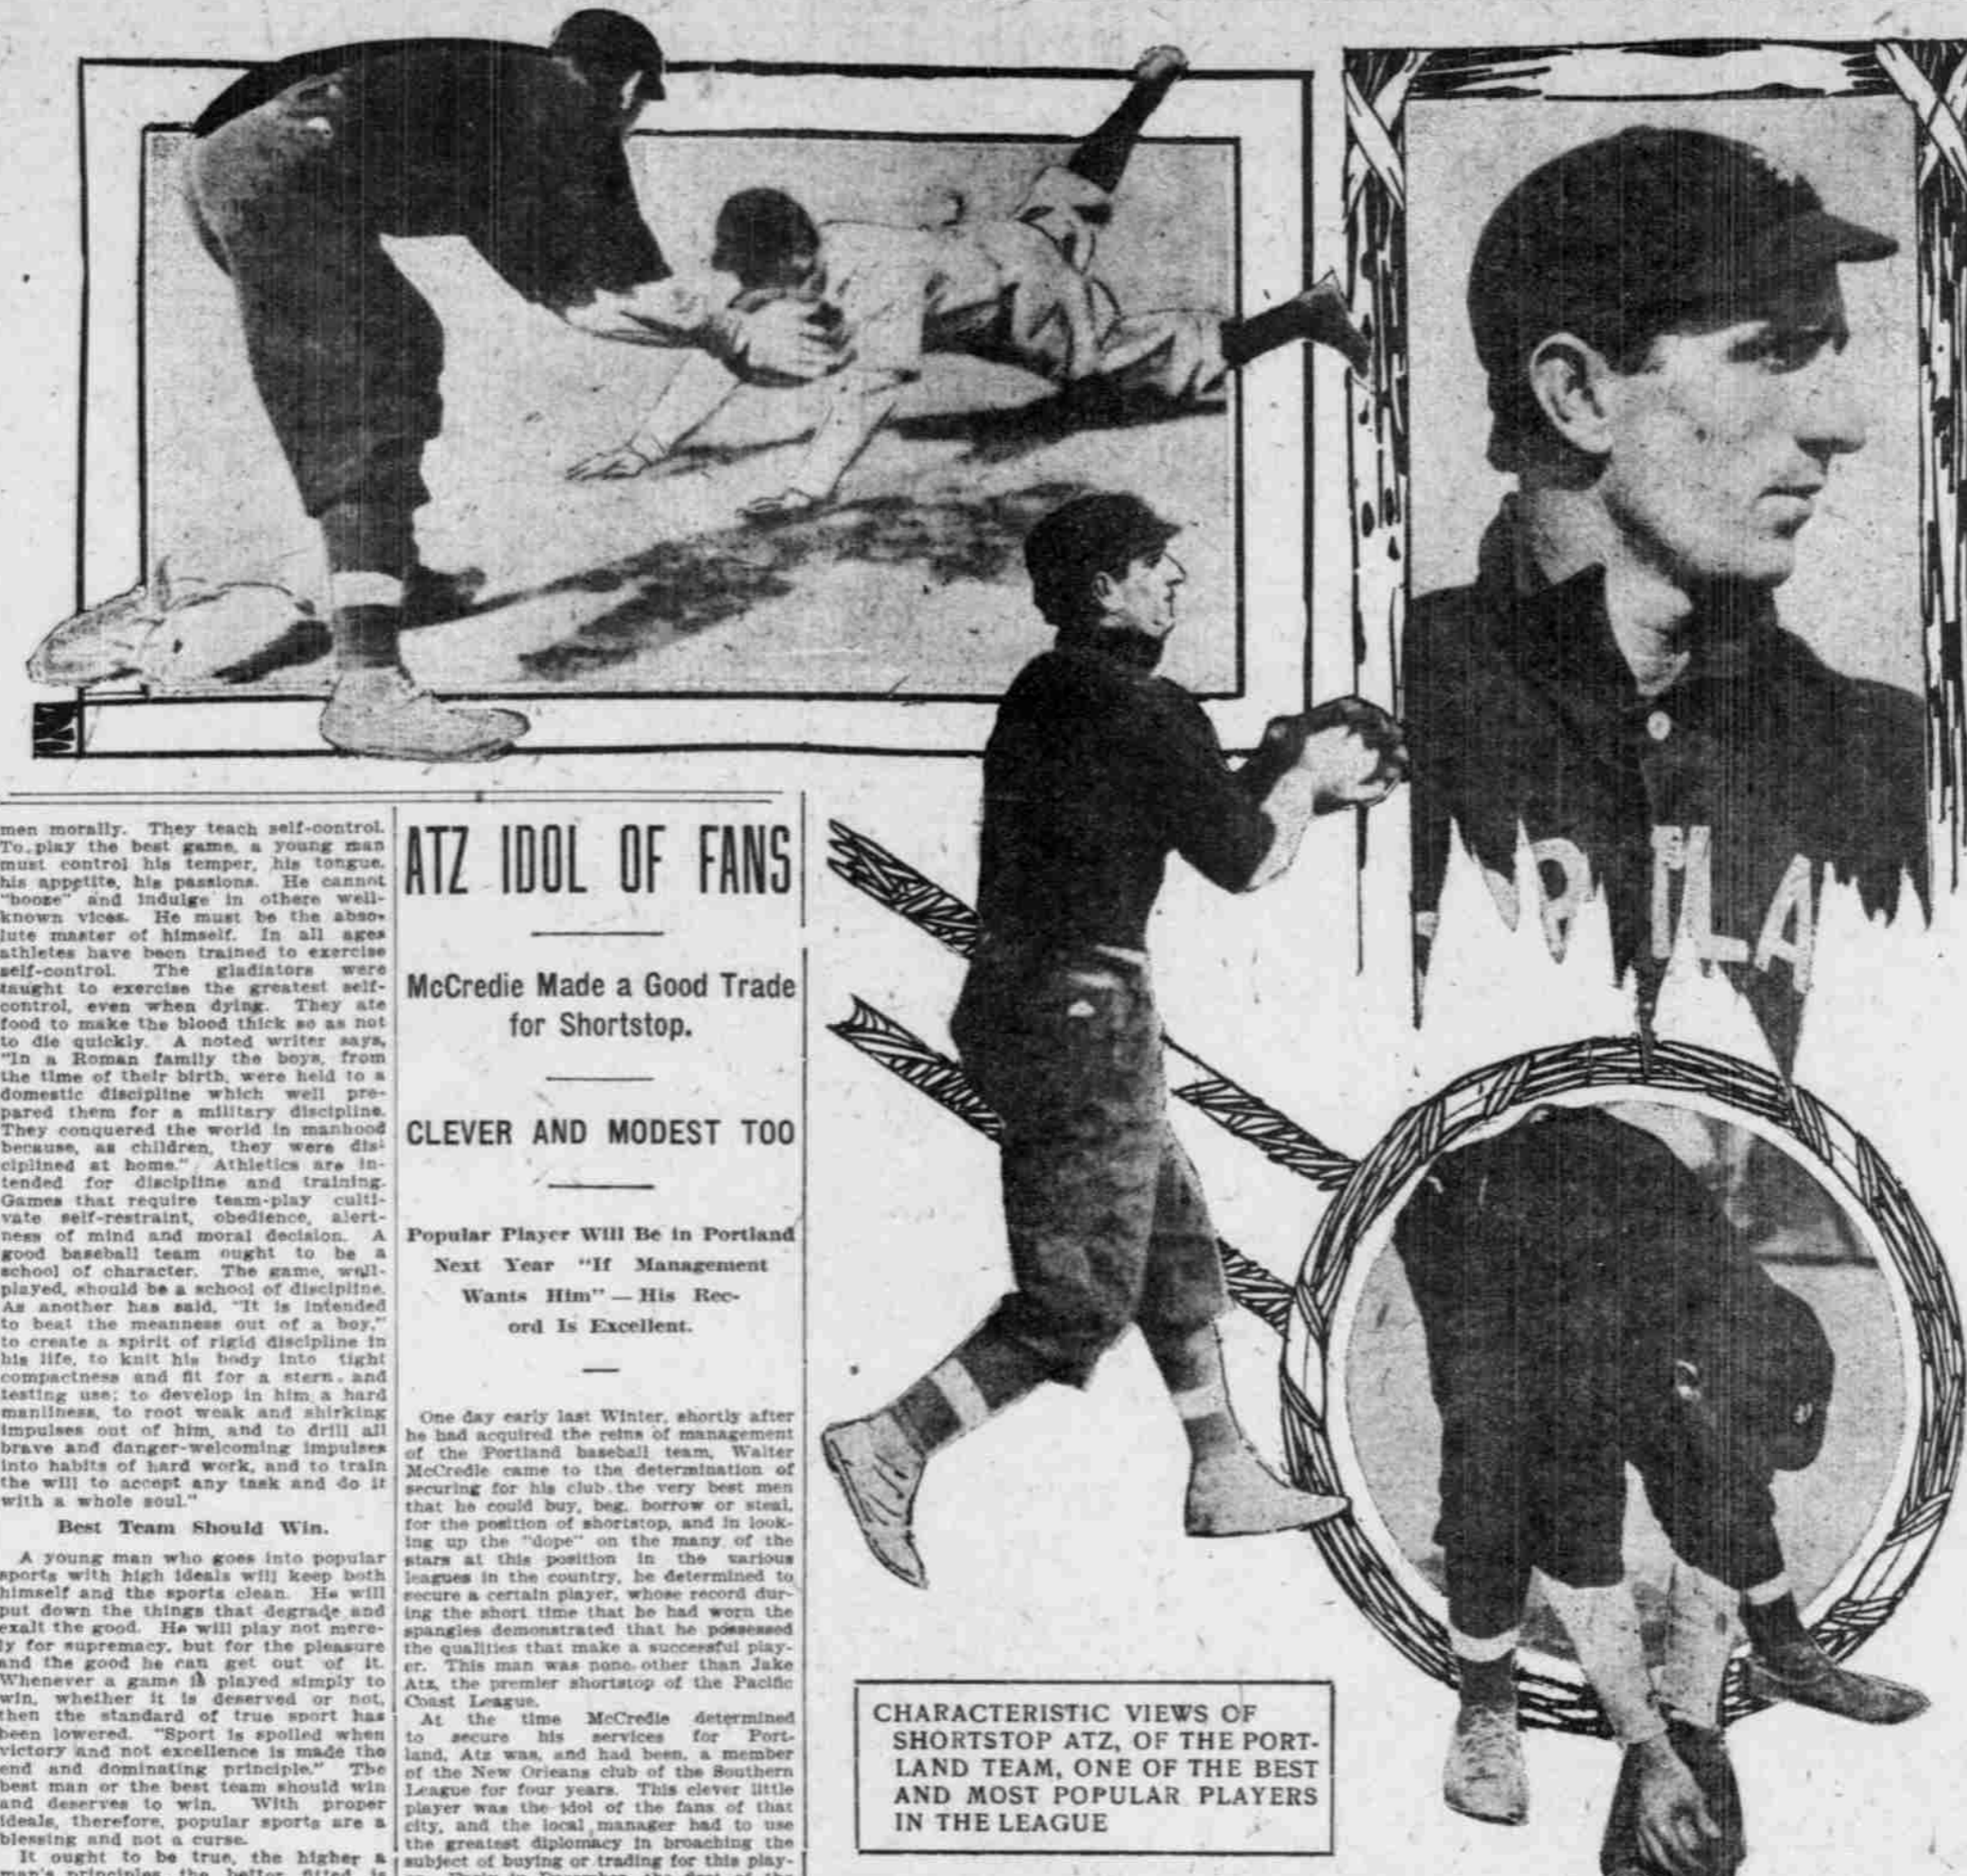 men morally. They teach self-control.
To play the best game, a young man
must control his temper, his tongue,
his appetite, his passions. He cannot
"booze" and indulge in othere well-
known vices. He must be the abso-
lute master of himself. In all ages
athletes have been trained to exercise
self-control. The gladiators were
taught to exercise the greatest self-
control, even when dying. They ate
food to make the blood thick so as not
to die quickly. A noted writer says,
"In a Roman family the boys, from
the time of their birth, were held to a
domestic discipline which well pre-
pared them for a military discipline.
They conquered the world in manhood
because, as children, they were dis-
ciplined at home." Athletics are in-
tended for discipline and training.
Games that require team-play culti-
vate self-restraint, obedience, alert-
ness of mind and moral decision. A
good baseball team ought to be a
school of character. The game, well-
played, should be a school of discipline.
As another has said, "It is intended
to beat the meanness out of a boy,"
to create a spirit of rigid discipline in
his life, to knit his body into tight
compactness and fit for a stern and
testing use; to develop in him a hard
manliness, to root weak and shirking
impulses out of him, and to drill all
brave and danger-welcoming impulses
into habits of hard work, and to train
the will to accept any task and do it
with a whole soul."
Best Team Should Win.
A young man who goes into popular
sports with high ideals will keep both
himself and the sports clean. He will
put down the things that degrade and
exalt the good. He will play not mere-
ly for supremacy, but for the pleasure
and the good he can get out of it.
Whenever a game is played simply to
win, whether it is deserved or not,
then the standard of true sport has
been lowered. "Sport is spoiled when
victory and not excellence is made the
end and dominating principle." The
best man or the best team should win
and deserves to win. With proper
ideals, therefore, popular sports are a
blessing and not a curse.
It ought to be true, the higher a
man's principles the better fitted is
ATZ IDOL OF FANS
McCredie Made a Good Trade
for Shortstop.
CLEVER AND MODEST TOO
Popular Player Will Be in Portland
Next Year "If Management
Wants Him" — His Rec-
ord Is Excellent.
One day early last Winter, shortly after
he had acquired the reins of management
of the Portland baseball team, Walter
McCredie came to the determination of
securing for his club the very best men
that he could buy, beg, borrow or steal,
for the position of shortstop, and in look-
ing up the "dope" on the many of the
stars at this position in the various
leagues in the country, he determined to
secure a certain player, whose record dur-
ing the short time that he had worn the
spangles demonstrated that he possessed
the qualities that make a successful play-
er. This man was none other than Jake
Atz, the premier shortstop of the Pacific
Coast League.
At the time McCredie determined
to secure his services for Port-
land, Atz was, and had been, a member
of the New Orleans club of the Southern
League for four years. This clever little
player was the idol of the fans of that
city, and the local manager had to use
the greatest diplomacy in broaching the
subject of buying or trading for this play-
CHARACTERISTIC VIEWS OF
SHORTSTOP ATZ, OF THE PORT-
LAND TEAM, ONE OF THE BEST
AND MOST POPULAR PLAYERS
IN THE LEAGUE